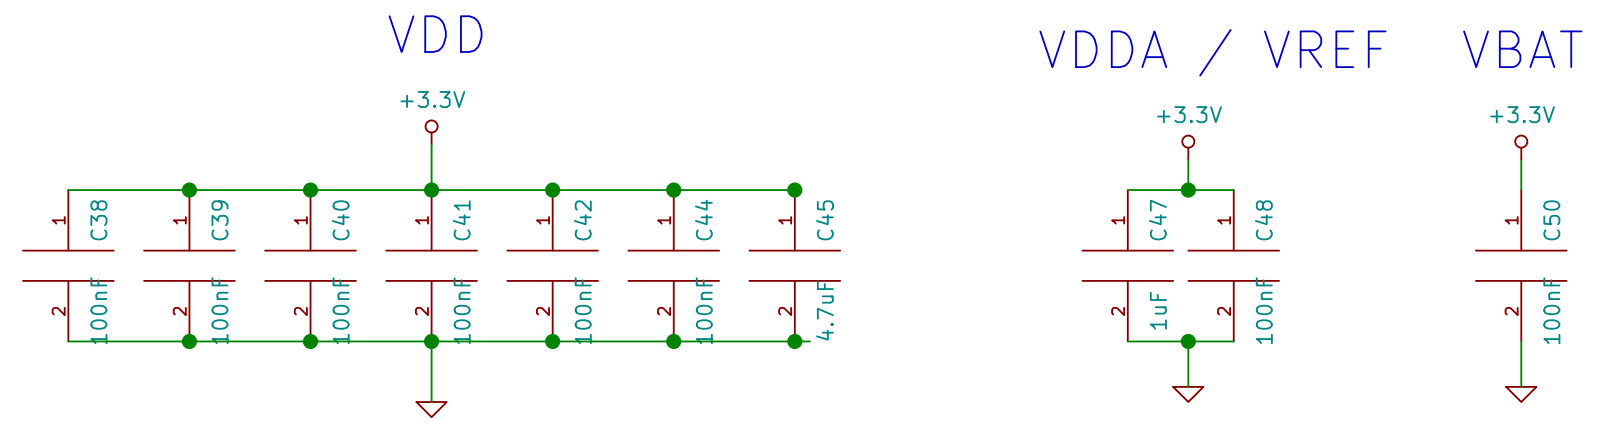 VDD
VDDA / VREF
VBAT
+3.3V
+3.3V
+3.3V
1 C38
1 C39
1 C40
1 C41
1 C42
1 C44
1 C45
1 C47
1 C48
1 C50
2 100nF
2 100nF
2 100nF
2 100nF
2 100nF
2 100nF
2 4.7uF
2 1uF
2 100nF
2 100nF